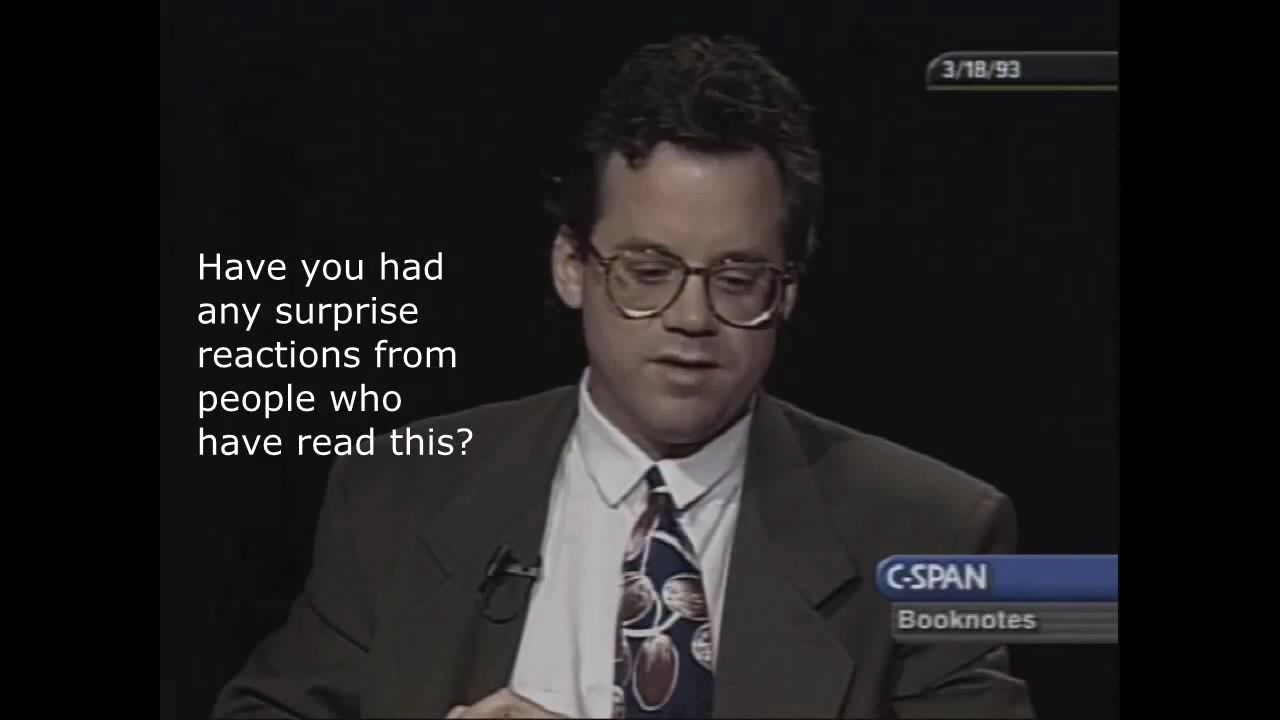 3/18/93
Have you had
any surprise
reactions from
people who
have read this?
C-SPAN
Booknotes